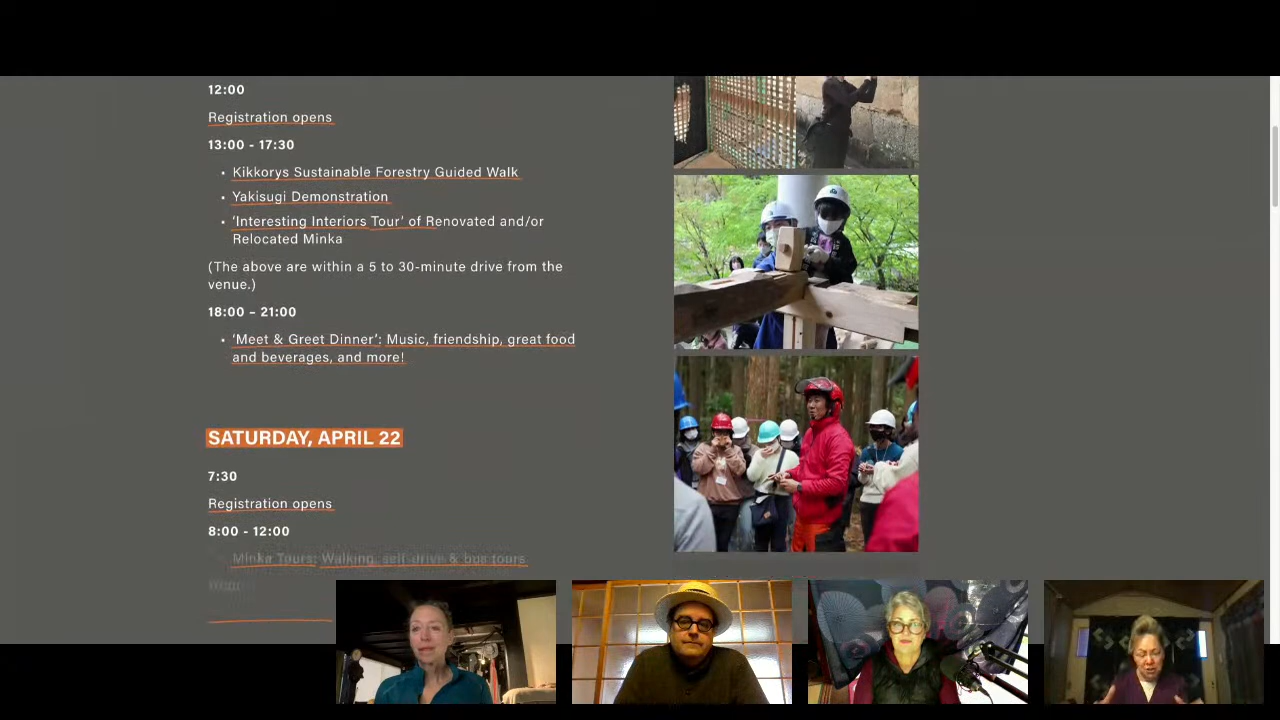 12:00
Registration opens
13:00 - 17:30
• Kikkorys Sustainable Forestry Guided Walk
• Yakisugi Demonstration
• ‘Interesting Interiors Tour’ of Renovated and/or
Relocated Minka
(The above are within a 5 to 30-minute drive from the
venue.)
18:00 – 21:00
• ‘Meet & Greet Dinner’: Music, friendship, great food
and beverages, and more!
SATURDAY, APRIL 22
7:30
Registration opens
8:00 - 12:00
Minka Tours: Walking, self-drive & bus tours